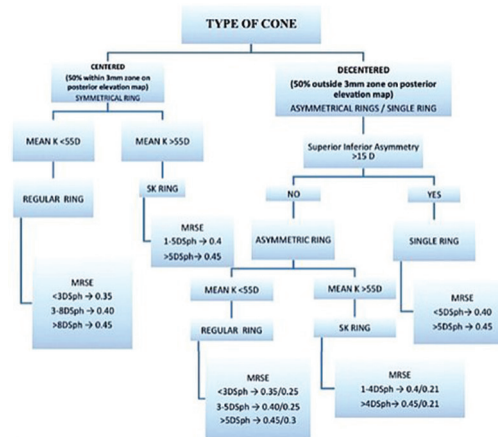 TYPE OF CONE
CENTERED
(50% within 3mm zone on
posterior elevation map)
SYMMETRICAL RING
DECENTERED
(50% outside 3mm zone on posterior
elevation map)
ASYMMETRICAL RINGS / SINGLE RING
MEAN K <55D
MEAN K >55D
REGULAR RING
SK RING
MRSE
<3DSph → 0.35
3-8DSph → 0.40
>8DSph → 0.45
MRSE
1-5DSph → 0.4
>5DSph → 0.45
Superior Inferior Asymmetry
>15 D
NO
YES
ASYMMETRIC RING
SINGLE RING
MEAN K <55D
MEAN K >55D
REGULAR RING
SK RING
MRSE
<5DSph → 0.40
>5DSph → 0.45
MRSE
<3DSph → 0.35/0.25
3-5DSph → 0.40/0.25
>5DSph → 0.45/0.3
MRSE
1-4DSph → 0.4/0.21
>4DSph → 0.45/0.21